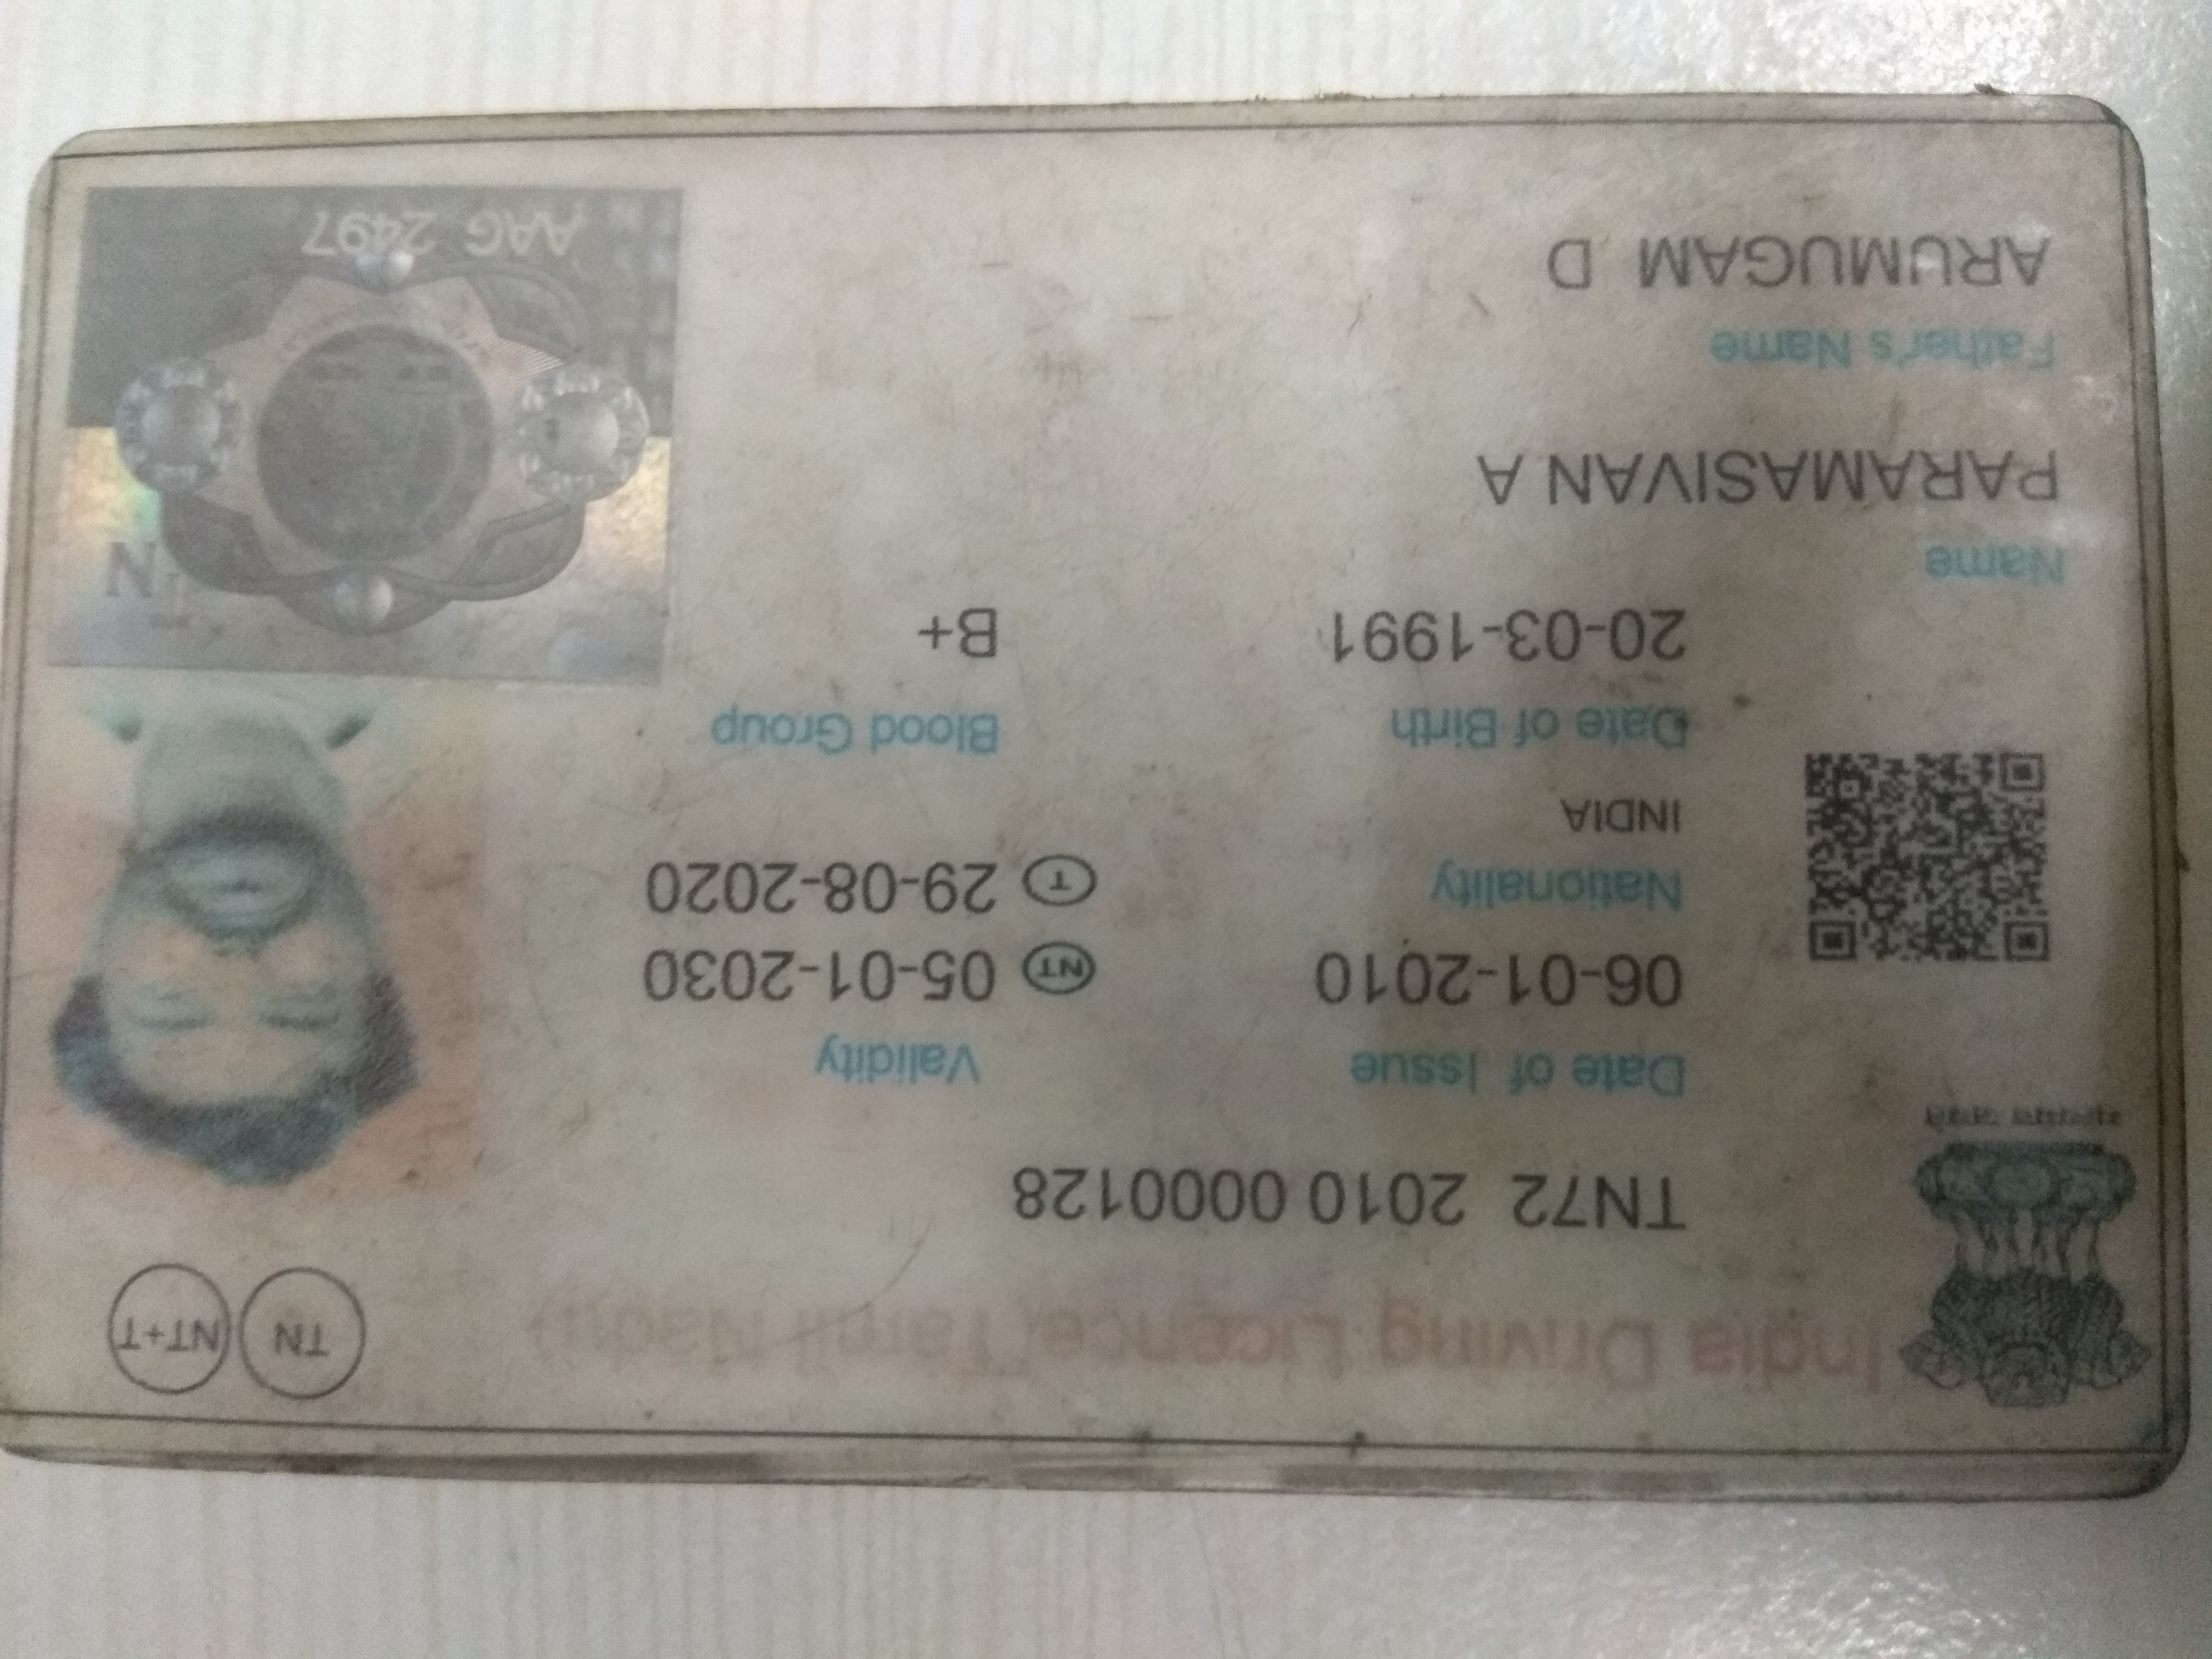 India Driving Licence (Tamil Nadu)
TN NT+T
TN72 2010 0000128
Date of Issue Validity
06-01-2010 NT 05-01-2030
Nationality T 29-08-2020
INDIA
Date of Birth Blood Group
20-03-1991 B+
Name
PARAMASIVAN A
Father's Name
ARUMUGAM D
TN
AAG 2497